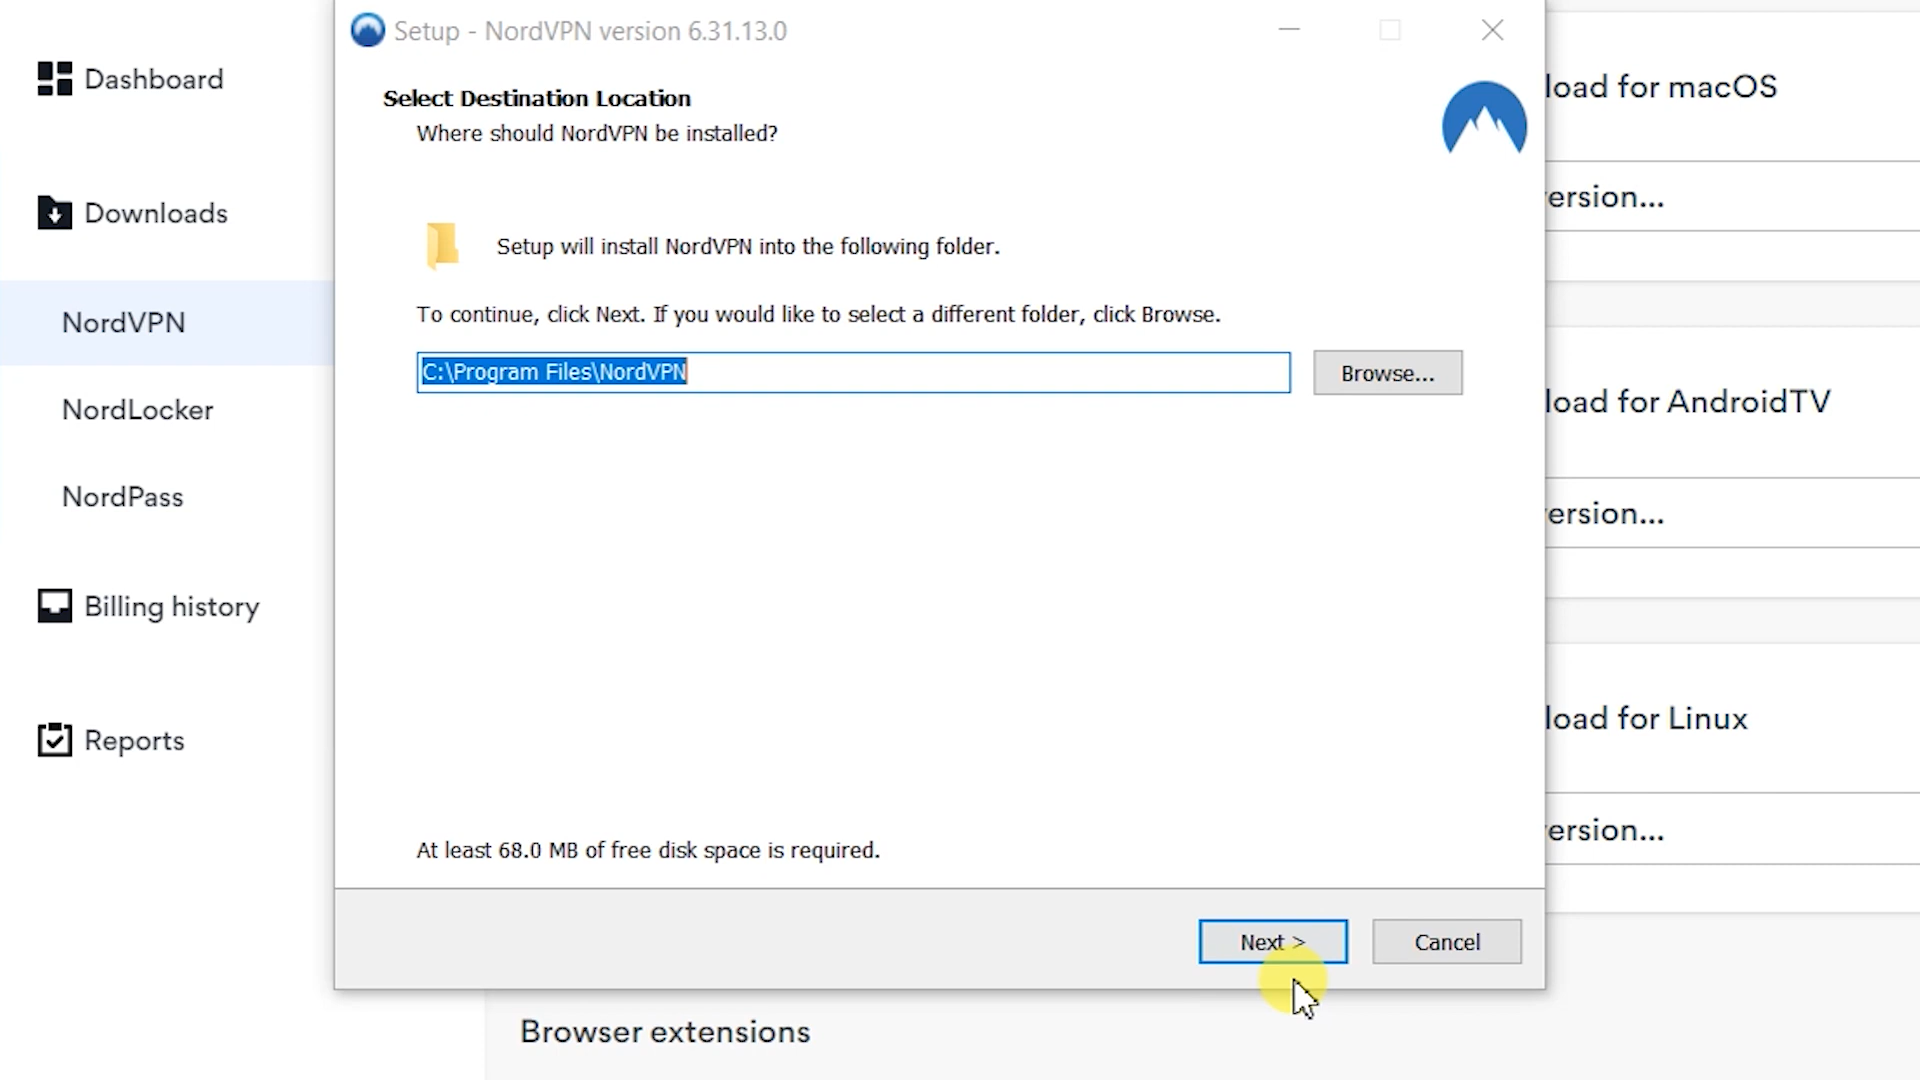 Setup - NordVPN version 6.31.13.0
Dashboard
Downloads
NordVPN
NordLocker
NordPass
Billing history
Reports
Select Destination Location
Where should NordVPN be installed?
Setup will install NordVPN into the following folder.
To continue, click Next. If you would like to select a different folder, click Browse.
C:\Program Files\NordVPN
Browse...
At least 68.0 MB of free disk space is required.
Next >
Cancel
load for macOS
ersion...
load for AndroidTV
ersion...
load for Linux
ersion...
Browser extensions